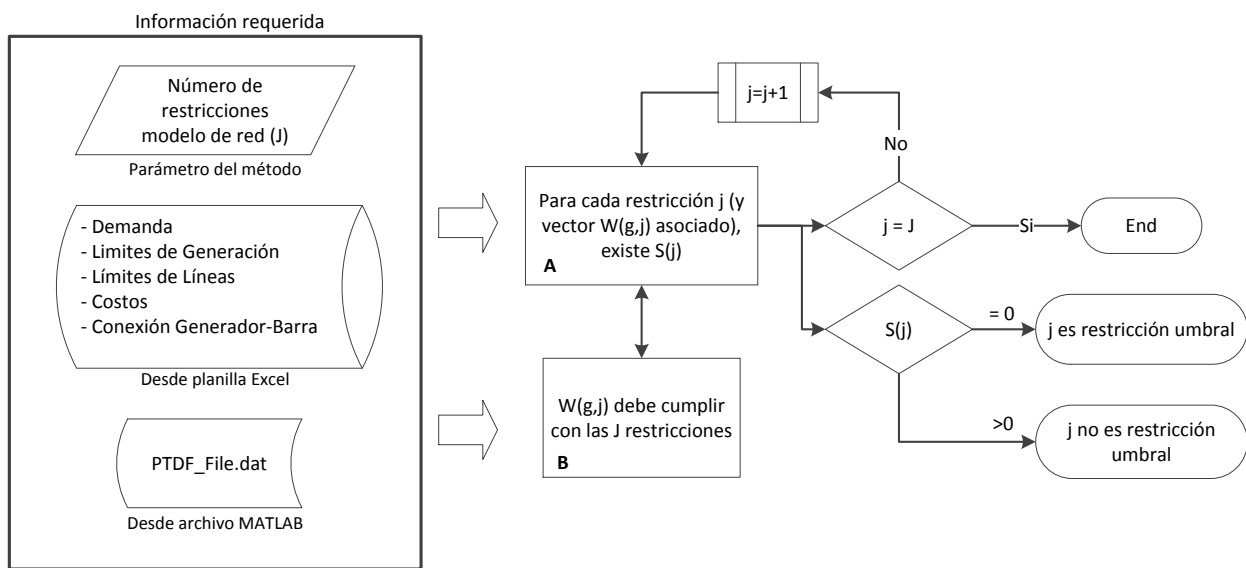 Información requerida
Número de
restricciones
modelo de red (J)
Parámetro del método
- Demanda
- Limites de Generación
- Límites de Líneas
- Costos
- Conexión Generador-Barra
Desde planilla Excel
PTDF_File.dat
Desde archivo MATLAB
j=j+1
No
Para cada restricción j (y
vector W(g,j) asociado),
existe S(j)
A
j = J
Si
End
S(j)
= 0
j es restricción umbral
>0
j no es restricción
umbral
W(g,j) debe cumplir
con las J restricciones
B